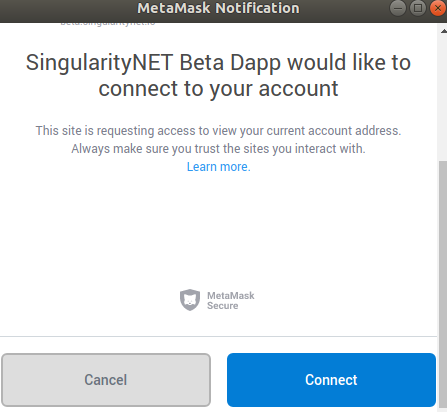 MetaMask Notification
beta.singularitynet.io
SingularityNET Beta Dapp would like to
connect to your account
This site is requesting access to view your current account address.
Always make sure you trust the sites you interact with.
Learn more.
MetaMask
Secure
Cancel
Connect